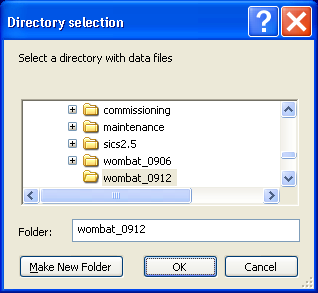 Directory selection
Select a directory with data files
commissioning
maintenance
sics2.5
wombat_0906
wombat_0912
Folder: wombat_0912
Make New Folder OK Cancel